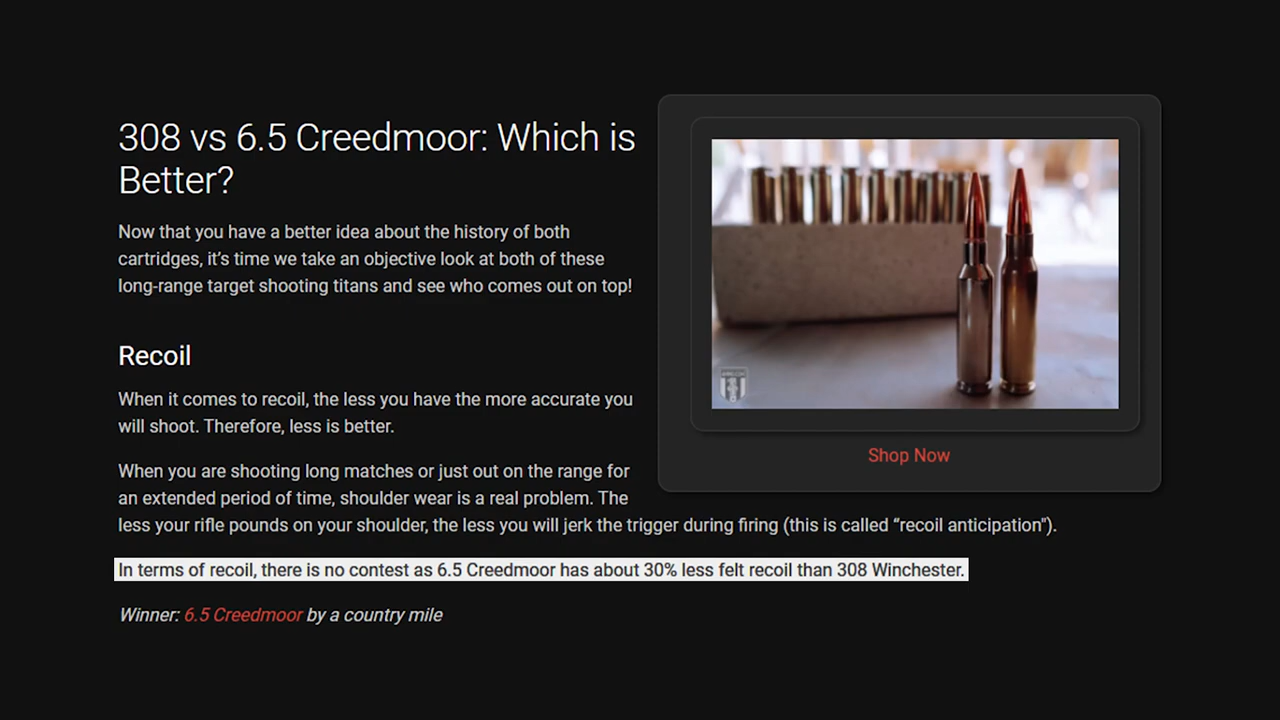 308 vs 6.5 Creedmoor: Which is
Better?
Now that you have a better idea about the history of both
cartridges, it’s time we take an objective look at both of these
long-range target shooting titans and see who comes out on top!
Recoil
When it comes to recoil, the less you have the more accurate you
will shoot. Therefore, less is better.
When you are shooting long matches or just out on the range for
an extended period of time, shoulder wear is a real problem. The
less your rifle pounds on your shoulder, the less you will jerk the trigger during firing (this is called “recoil anticipation").
In terms of recoil, there is no contest as 6.5 Creedmoor has about 30% less felt recoil than 308 Winchester.
Winner: 6.5 Creedmoor by a country mile
Shop Now